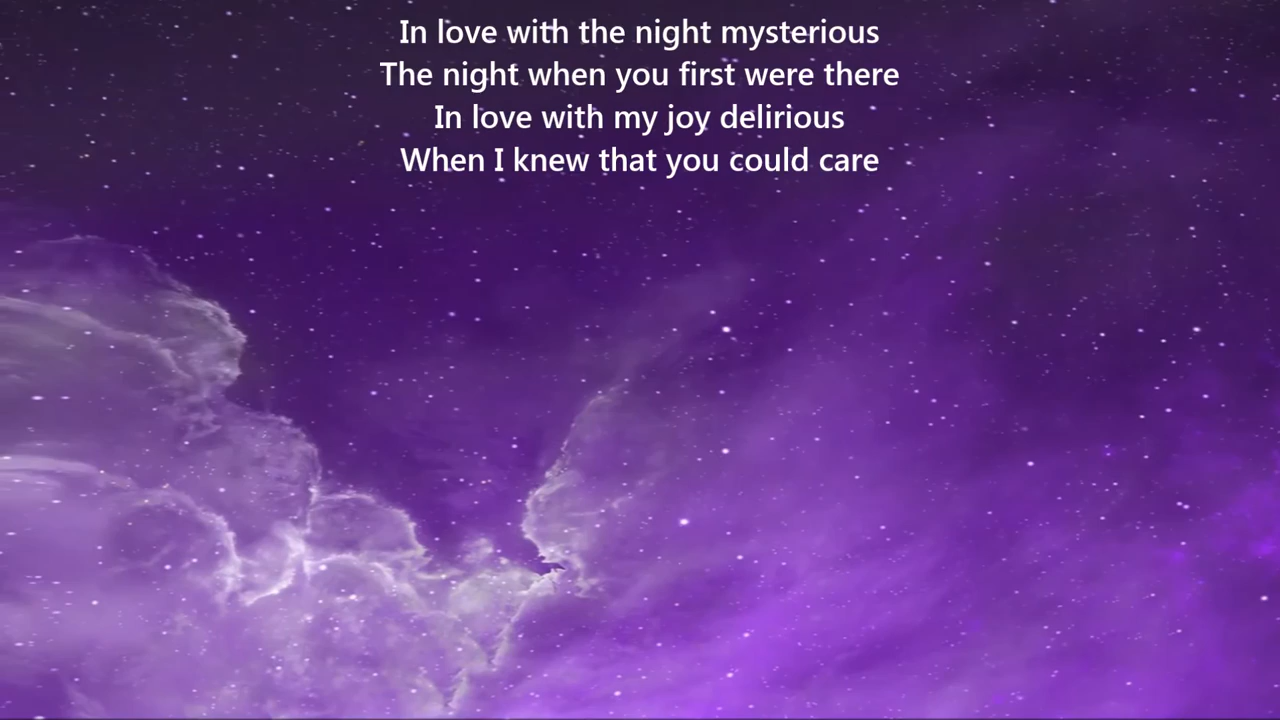 In love with the night mysterious
The night when you first were there
In love with my joy delirious
When I knew that you could care